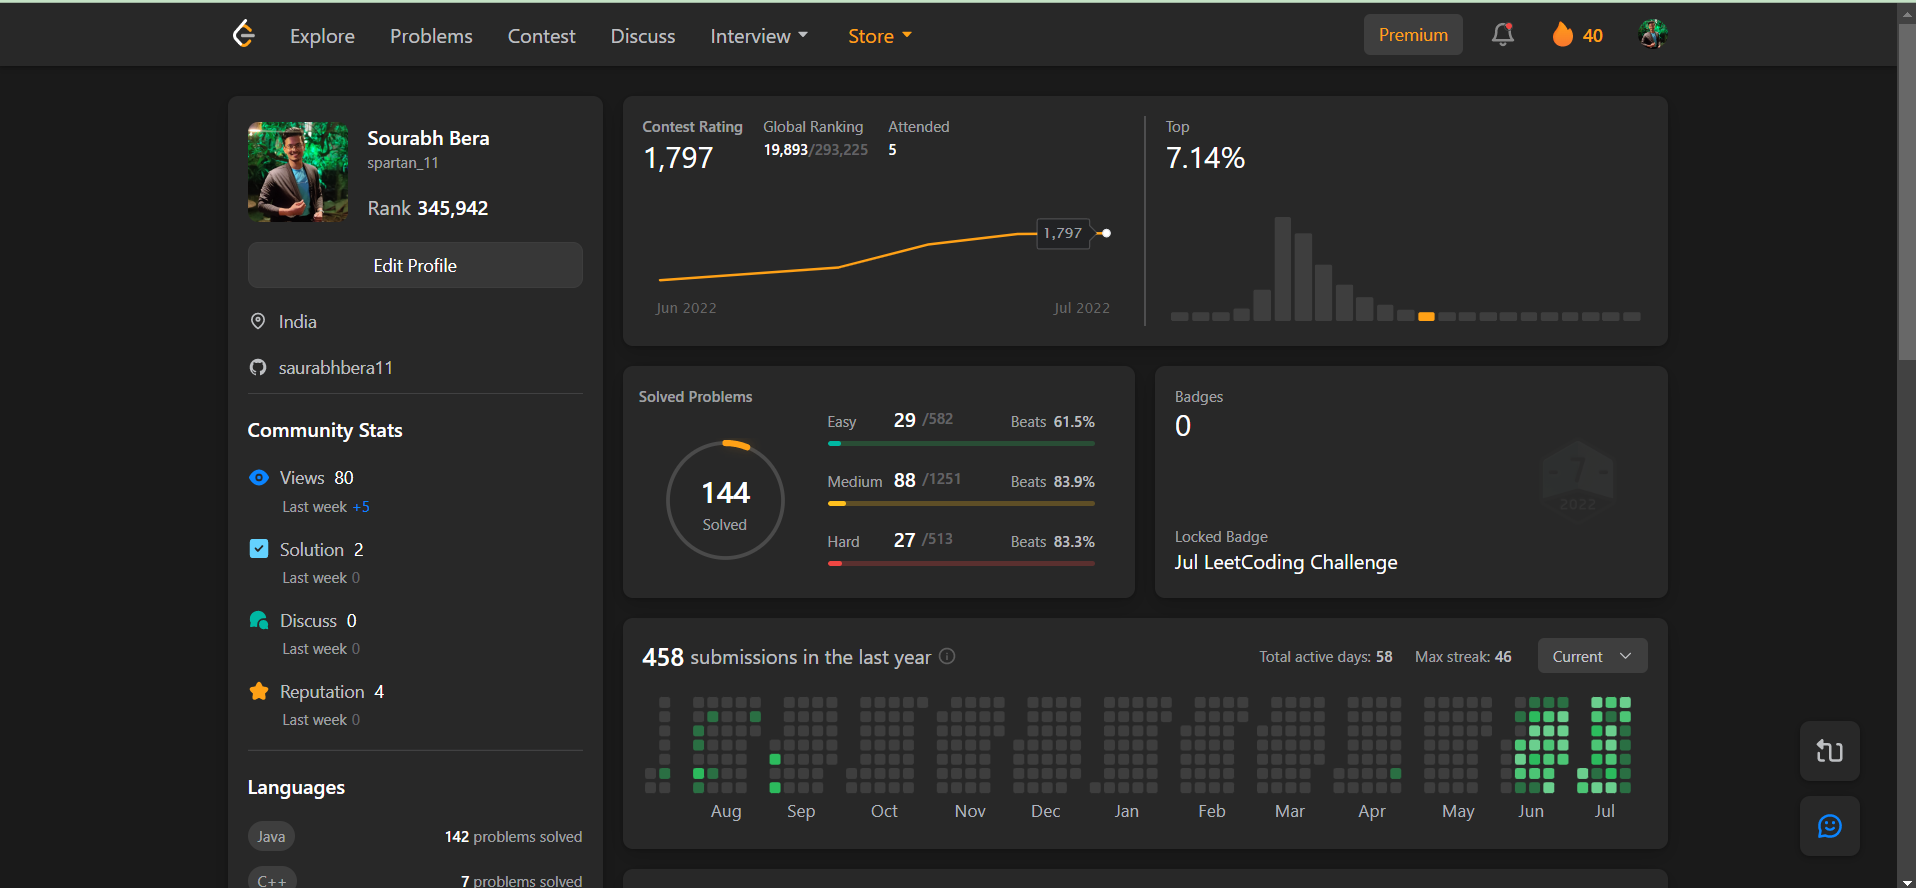 Explore Problems Contest Discuss Interview Store Premium 40
Sourabh Bera
spartan_11
Rank 345,942
Edit Profile
India
saurabhbera11
Community Stats
Views 80
Last week +5
Solution 2
Last week 0
Discuss 0
Last week 0
Reputation 4
Last week 0
Languages
Java 142 problems solved
C++ 7 problems solved
Contest Rating Global Ranking Attended
1,797 19,893/293,225 5
1,797
Jun 2022 Jul 2022
Top
7.14%
Solved Problems
144
Solved
Easy 29 /582 Beats 61.5%
Medium 88 /1251 Beats 83.9%
Hard 27 /513 Beats 83.3%
Badges
0
7
2022
Locked Badge
Jul LeetCoding Challenge
458 submissions in the last year Total active days: 58 Max streak: 46 Current
Aug Sep Oct Nov Dec Jan Feb Mar Apr May Jun Jul